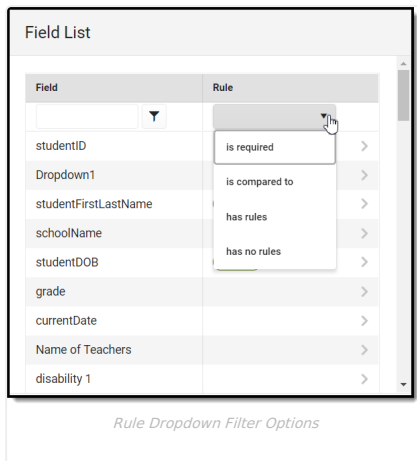 Field List
Field Rule
studentID
is required
Dropdown1
is compared to
studentFirstLastName
has rules
schoolName
has no rules
studentDOB
grade
currentDate
Name of Teachers
disability 1
Rule Dropdown Filter Options